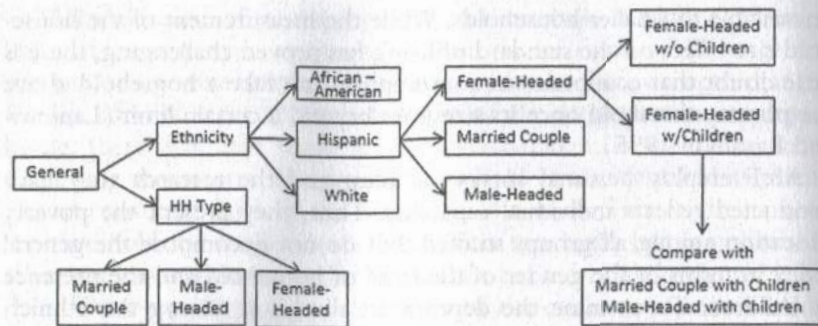 General
Ethnicity
HH Type
African –
American
Hispanic
White
Married
Couple
Male-
Headed
Female-
Headed
Female-Headed
Married Couple
Male-Headed
Female-Headed
w/o Children
Female-Headed
w/Children
Compare with
Married Couple with Children
Male-Headed with Children